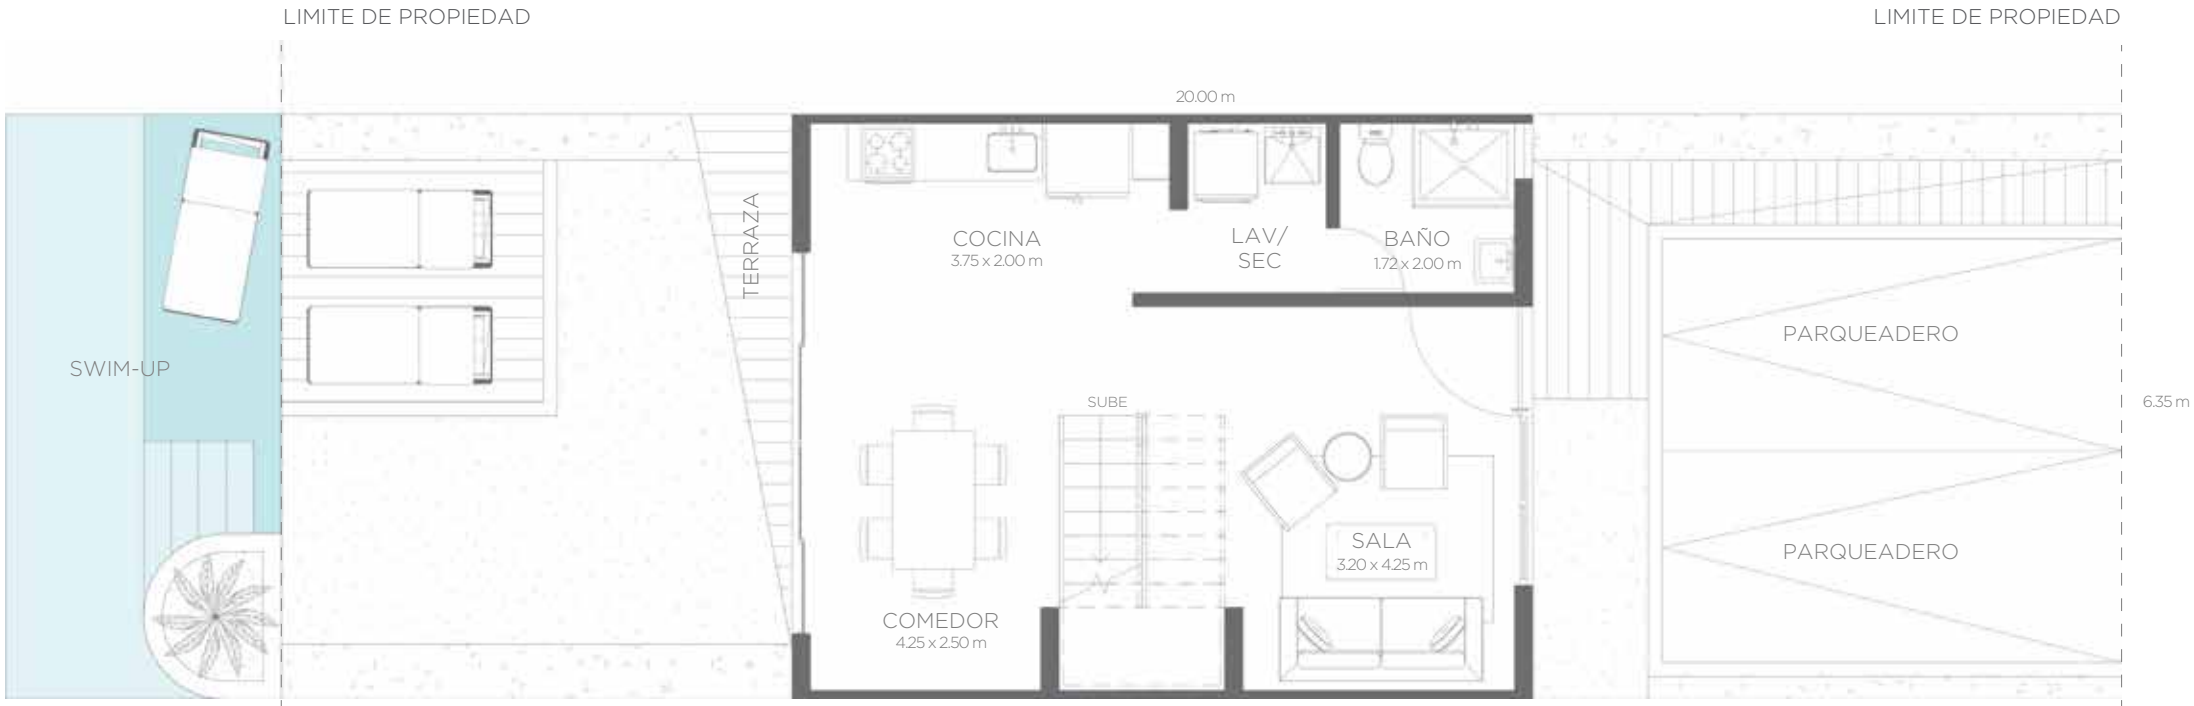 LIMITE DE PROPIEDAD
LIMITE DE PROPIEDAD
20.00 m
TERRAZA
COCINA
3.75 x 2.00 m
LAV/
SEC
BAÑO
1.72 x 2.00 m
PARQUEADERO
SWIM-UP
SUBE
6.35 m
SALA
3.20 x 4.25 m
PARQUEADERO
COMEDOR
4.25 x 2.50 m